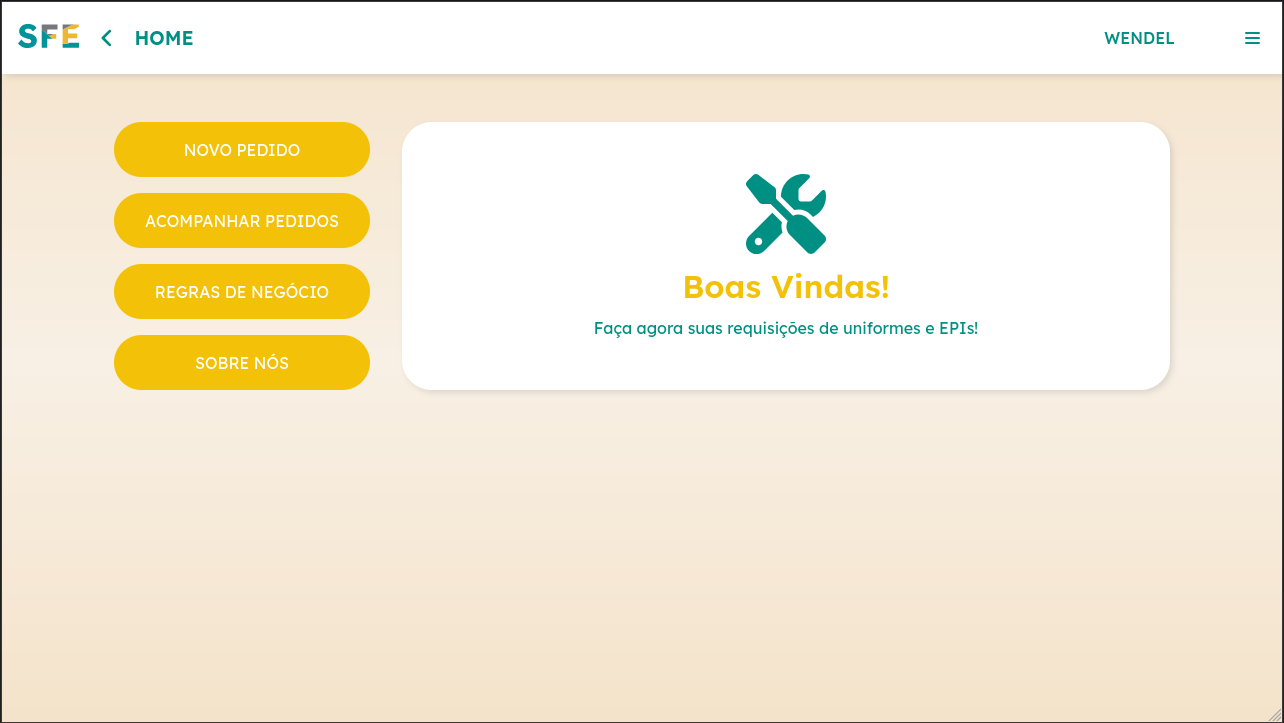 SFE
HOME
WENDEL
NOVO PEDIDO
ACOMPANHAR PEDIDOS
REGRAS DE NEGÓCIO
SOBRE NÓS
Boas Vindas!
Faça agora suas requisições de uniformes e EPIs!